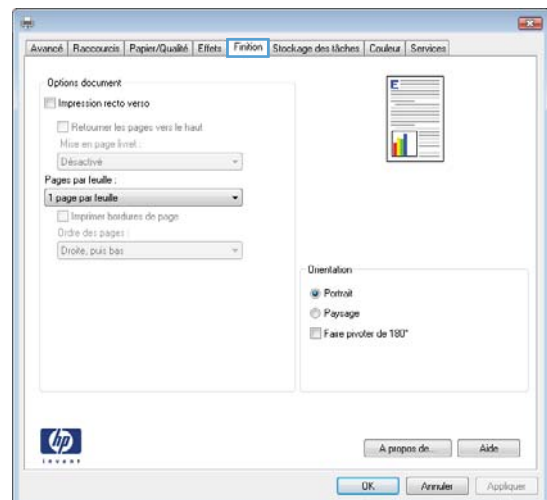 Avancé Raccourcis Papier/Qualité Effets Finition Stockage des tâches Couleur Services
Options document
Impression recto verso
Retourner les pages vers le haut
Mise en page livret :
Désactivé
Pages par feuille :
1 page par feuille
Imprimer bordures de page
Ordre des pages :
Droite, puis bas
E
Orientation
Portrait
Paysage
Faire pivoter de 180°
hp
invent
A propos de...
Aide
OK
Annuler
Appliquer